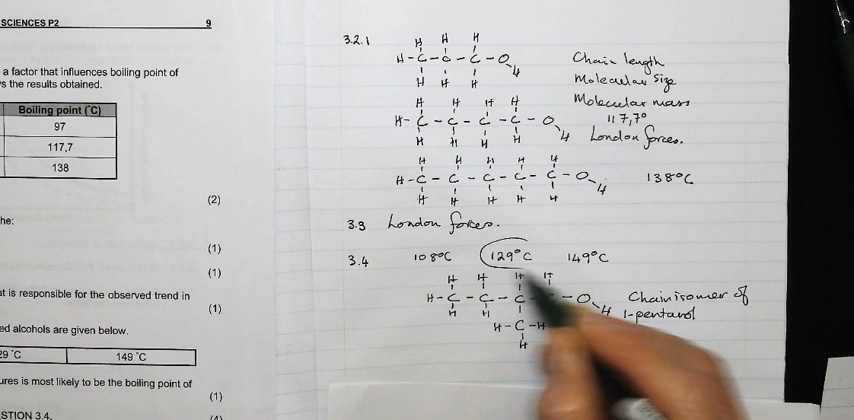 SCIENCES P2 9
a factor that influences boiling point of
s the results obtained.
Boiling point (°C)
97
117,7
138
(2)
he:
(1)
(1)
at is responsible for the observed trend in
(1)
ed alcohols are given below.
29 °C 149 °C
ures is most likely to be the boiling point of
(1)
STION 3.4.
3.2.1
H H H
H-C-C-C-O
H
H H H
Chain length
Molecular size
Molecular mass
117,7°
London forces.
H H H H
H-C-C-C-C-O
H
H H H H
H H H H H
H-C-C-C-C-C-O
H
H H H H H
138°C
3.3 London forces.
3.4 108°C 129°C 149°C
H H H H
H-C-C-C-C-O
H
H H
H-C-H
H
Chain isomer of
1-pentanol